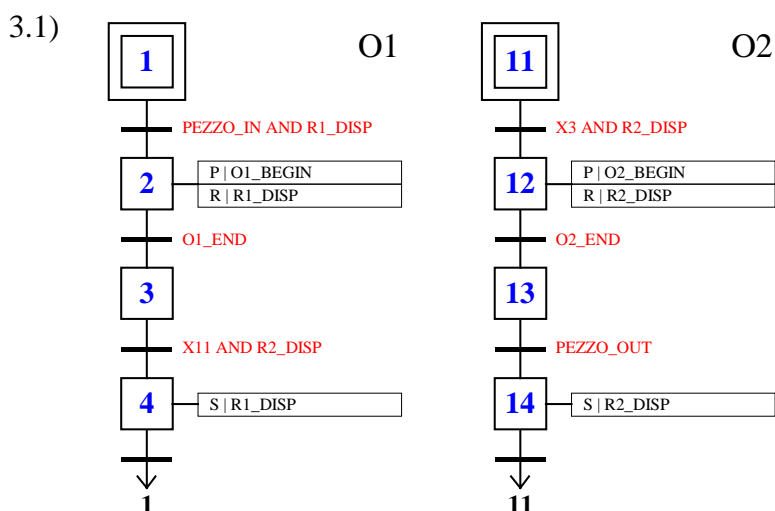 3.1)
O1
1
PEZZO_IN AND R1_DISP
2
P | O1_BEGIN
R | R1_DISP
O1_END
3
X11 AND R2_DISP
4
S | R1_DISP
1
O2
11
X3 AND R2_DISP
12
P | O2_BEGIN
R | R2_DISP
O2_END
13
PEZZO_OUT
14
S | R2_DISP
11